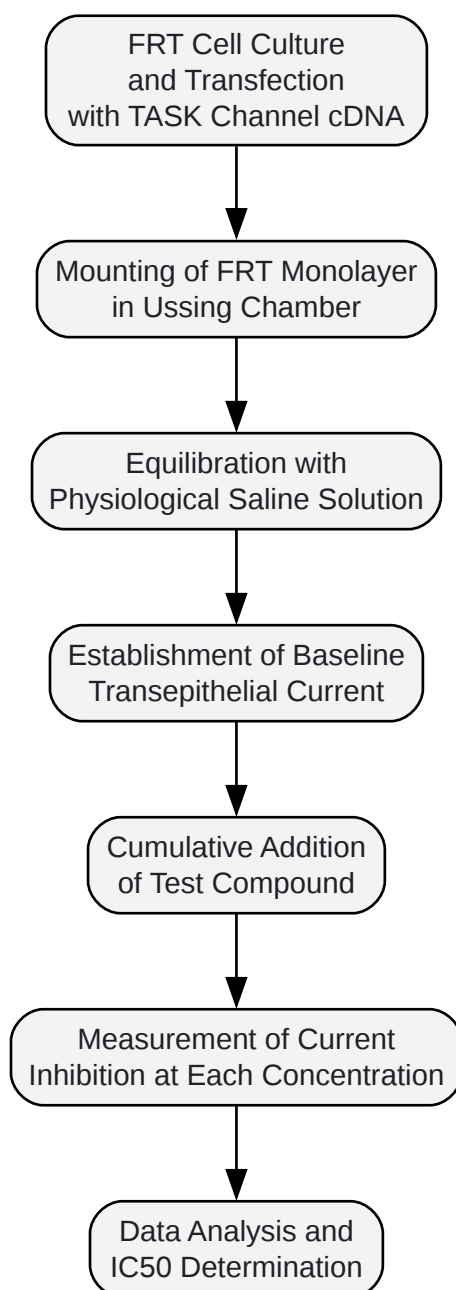 FRT Cell Culture
and Transfection
with TASK Channel cDNA
Mounting of FRT Monolayer
in Ussing Chamber
Equilibration with
Physiological Saline Solution
Establishment of Baseline
Transepithelial Current
Cumulative Addition
of Test Compound
Measurement of Current
Inhibition at Each Concentration
Data Analysis and
IC50 Determination